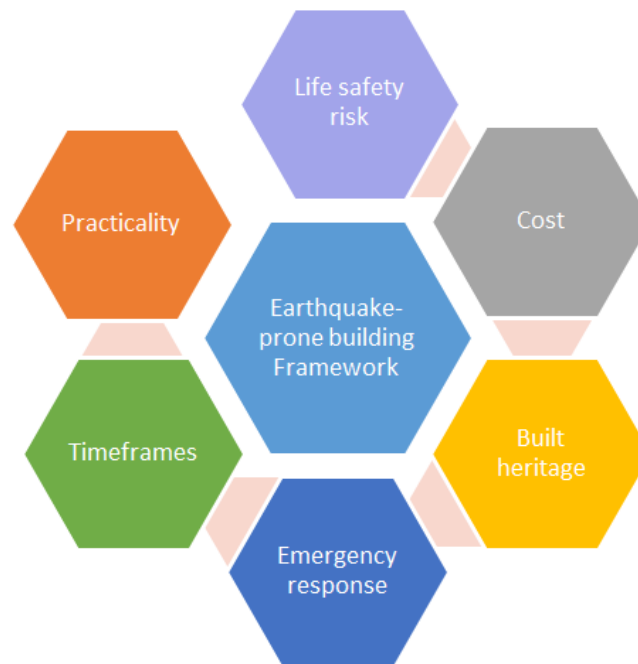 Life safety
risk
Cost
Built
heritage
Emergency
response
Timeframes
Practicality
Earthquake-
prone building
Framework